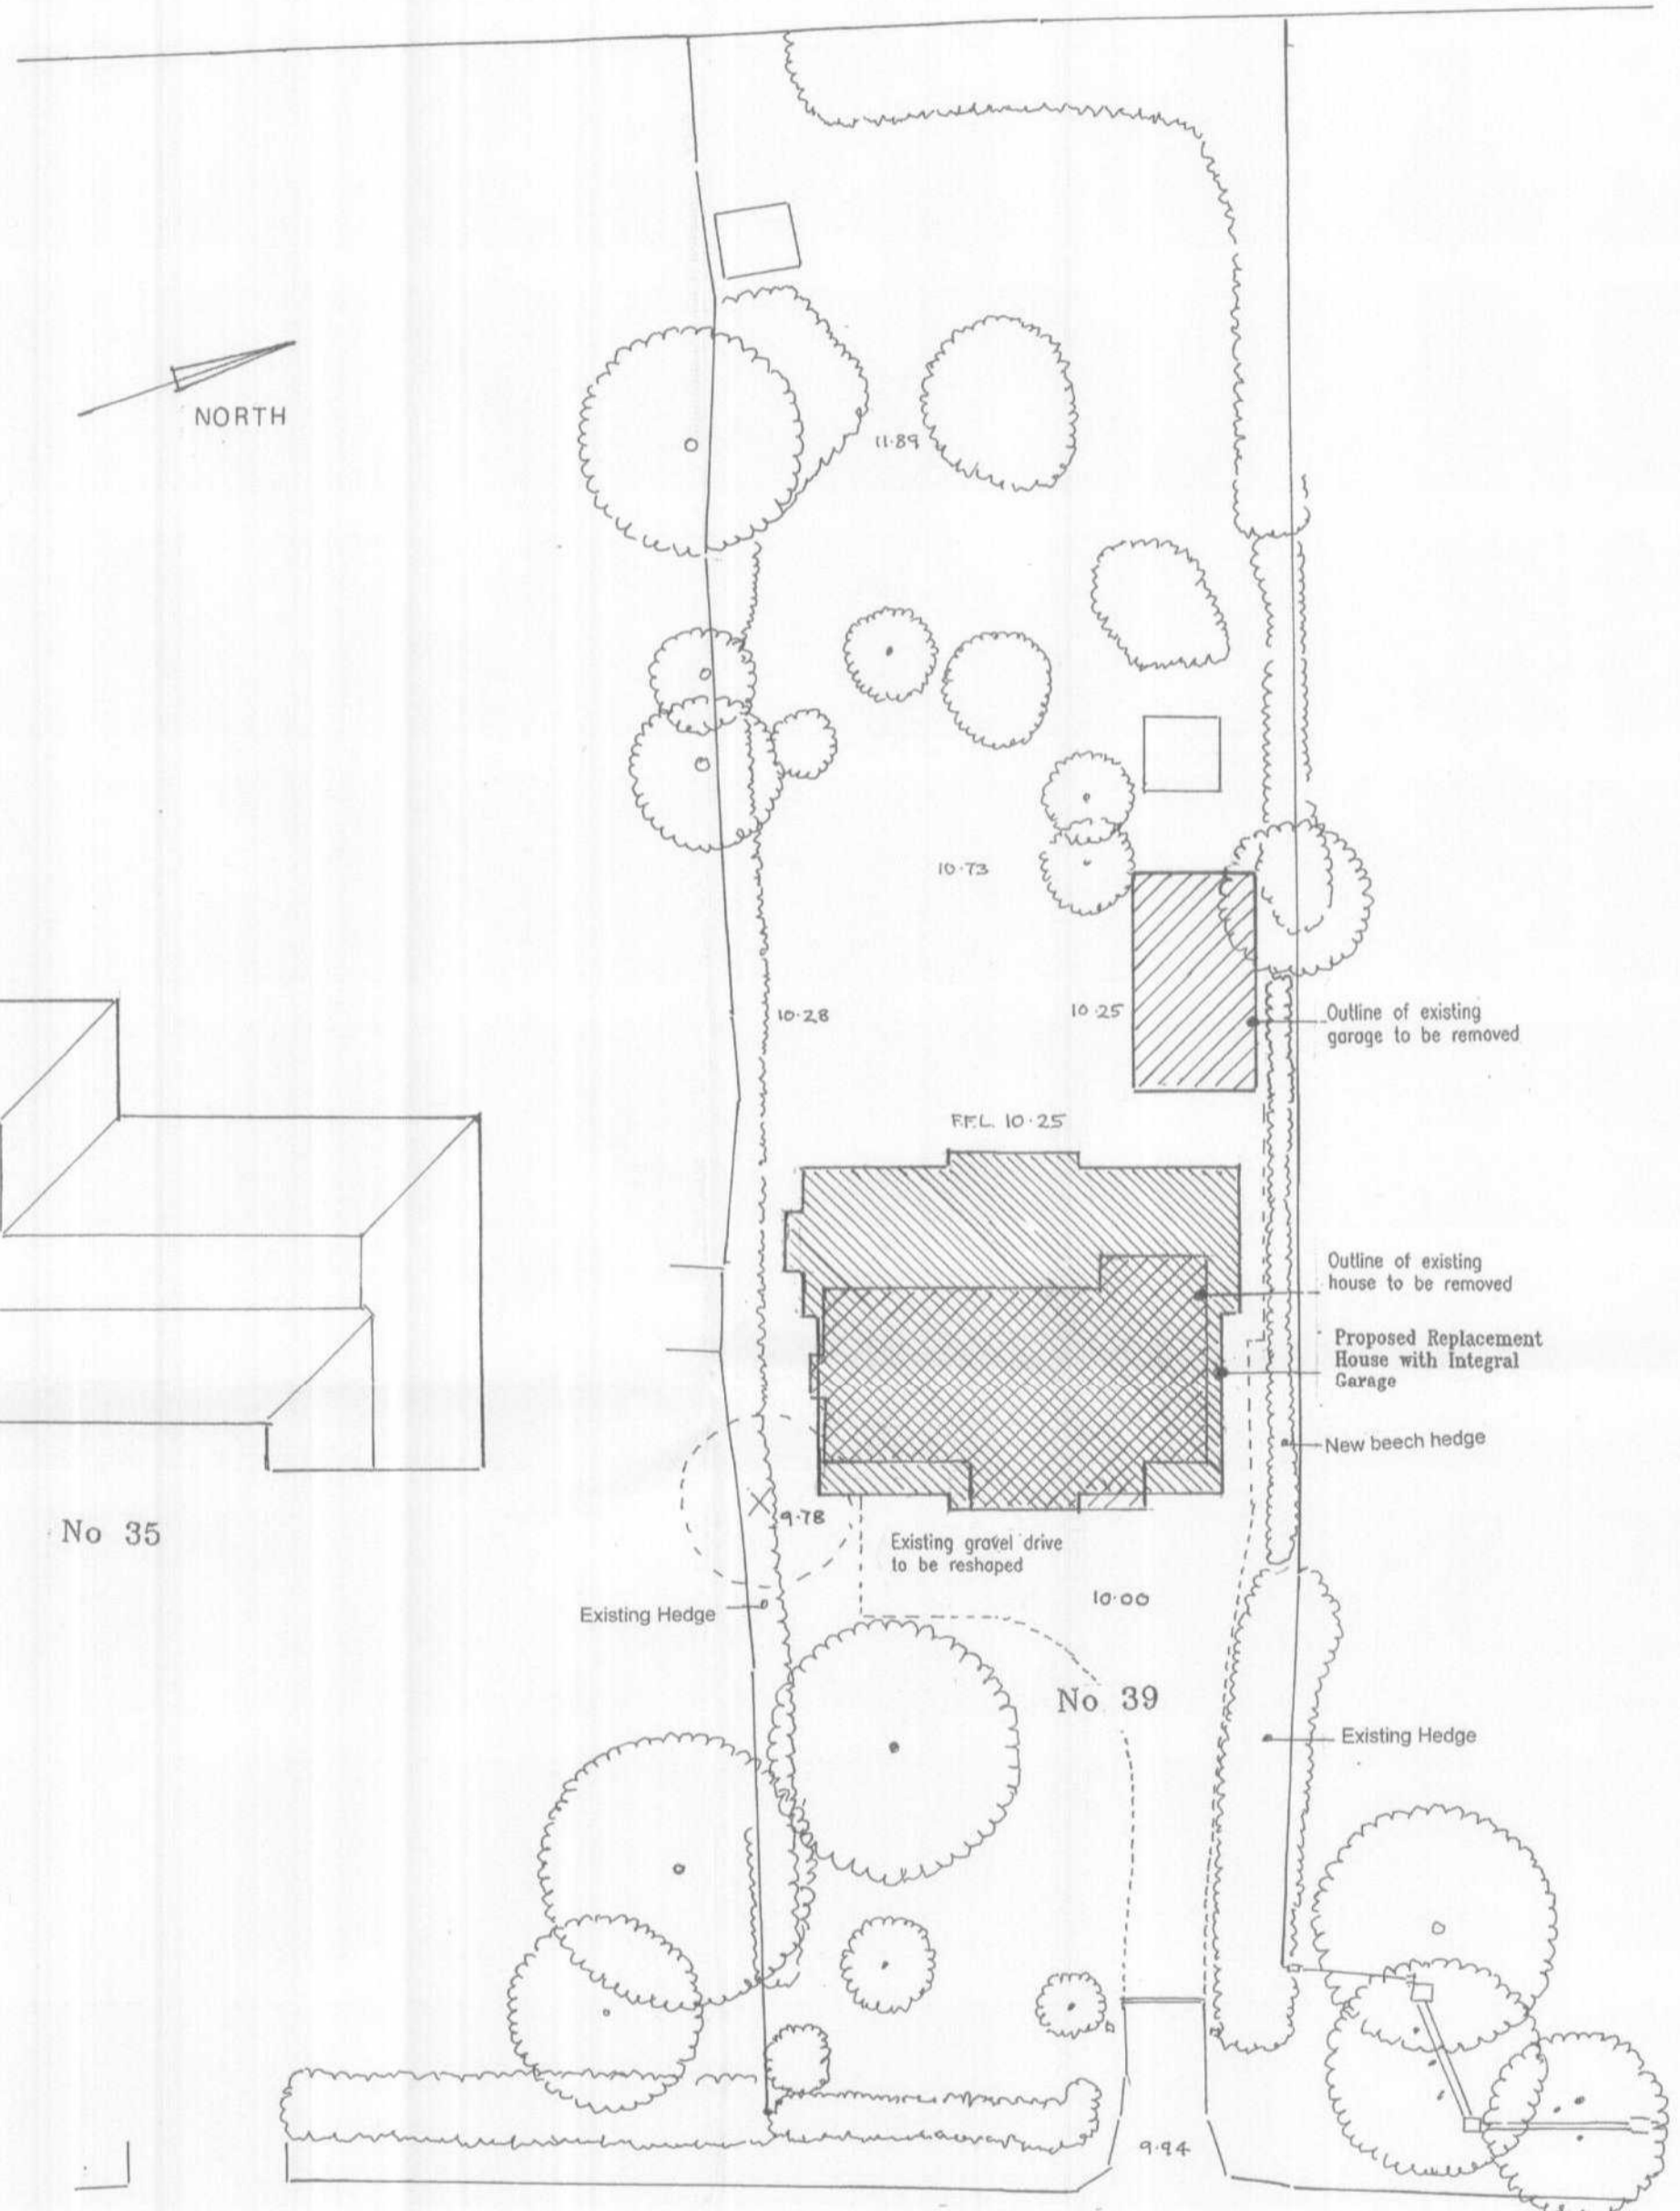 NORTH
11·89
10·73
10·28
10·25
Outline of existing
garage to be removed
F.F.L. 10·25
Outline of existing
house to be removed
Proposed Replacement
House with Integral
Garage
New beech hedge
No 35
9·78
Existing gravel drive
to be reshaped
10·00
Existing Hedge
No 39
Existing Hedge
9·94